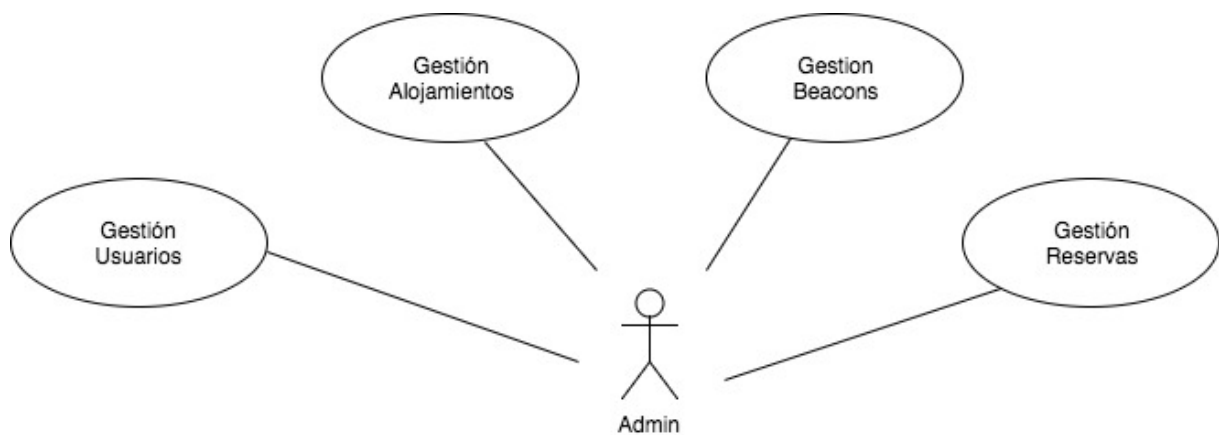 Gestión
Alojamientos
Gestion
Beacons
Gestión
Usuarios
Gestión
Reservas
Admin